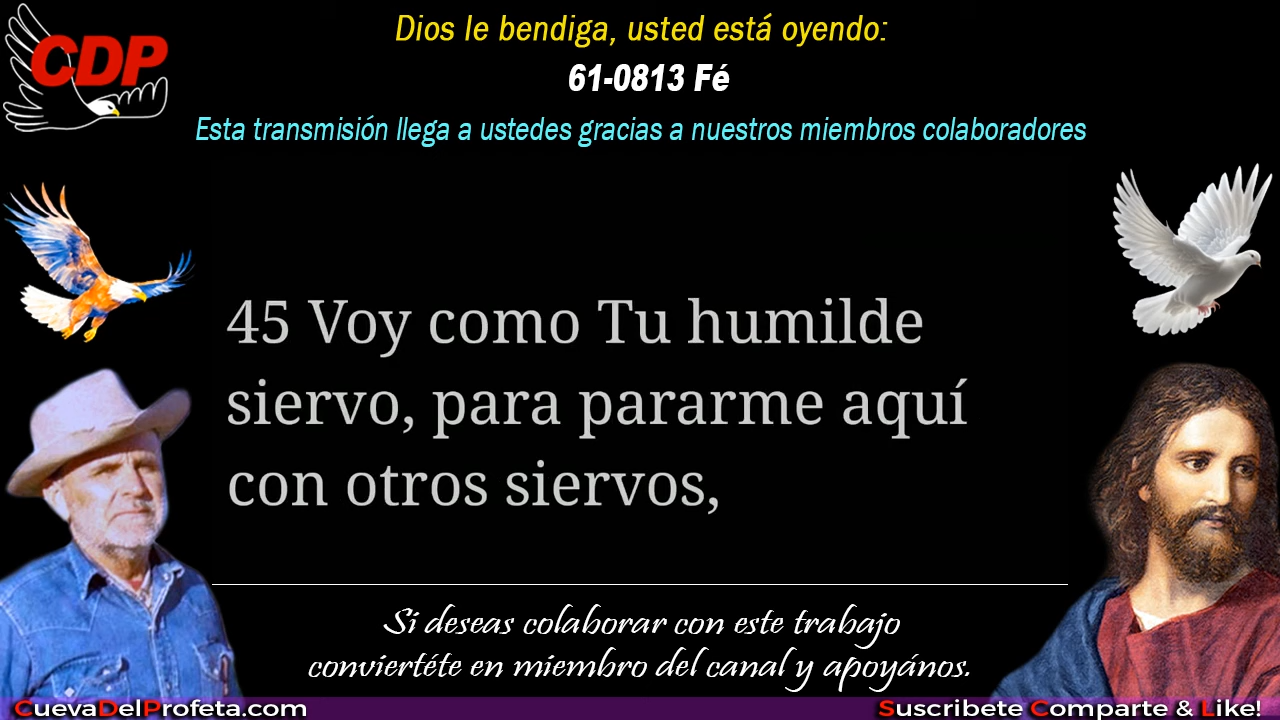 CDP
Dios le bendiga, usted está oyendo:
61-0813 Fé
Esta transmisión llega a ustedes gracias a nuestros miembros colaboradores
45 Voy como Tu humilde
siervo, para pararme aquí
con otros siervos,
Si deseas colaborar con este trabajo
conviertéte en miembro del canal y apoyános.
CuevaDelProfeta.com
Suscribete Comparte & Like!